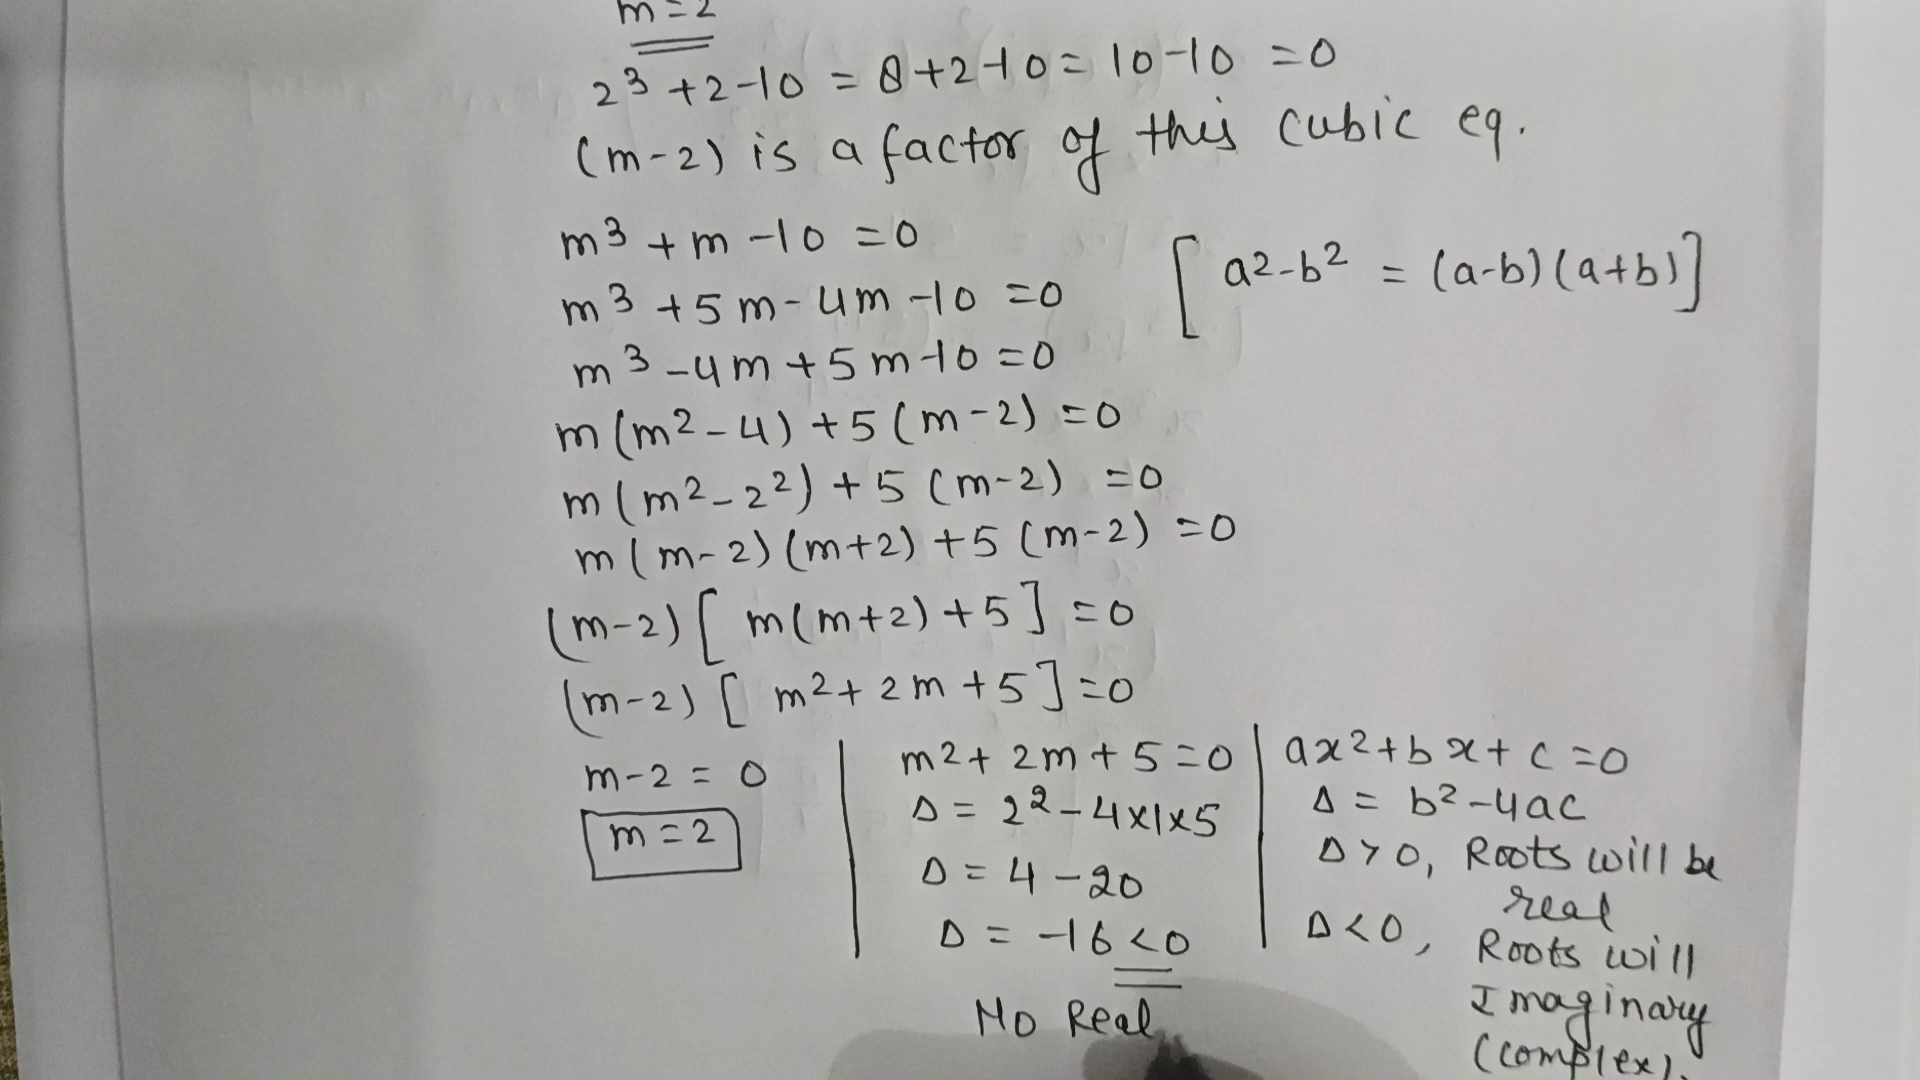 m=2
2³+2-10 = 8+2-10 = 10-10 =0
(m-2) is a factor of this cubic eq.
m³+m-10=0
[a²-b² = (a-b)(a+b)]
m³+5m-4m-10=0
m³-4m+5m-10=0
m(m²-4)+5(m-2)=0
m(m²-2²)+5(m-2)=0
m(m-2)(m+2)+5(m-2)=0
(m-2)[m(m+2)+5]=0
(m-2)[m²+2m+5]=0
m-2=0
m=2
m²+2m+5=0
Δ=2²-4x1x5
Δ=4-20
Δ=-16<0
No Real
ax²+bx+c=0
Δ=b²-4ac
Δ>0, Roots will be
real
Δ<0, Roots will
Imaginary
(complex).